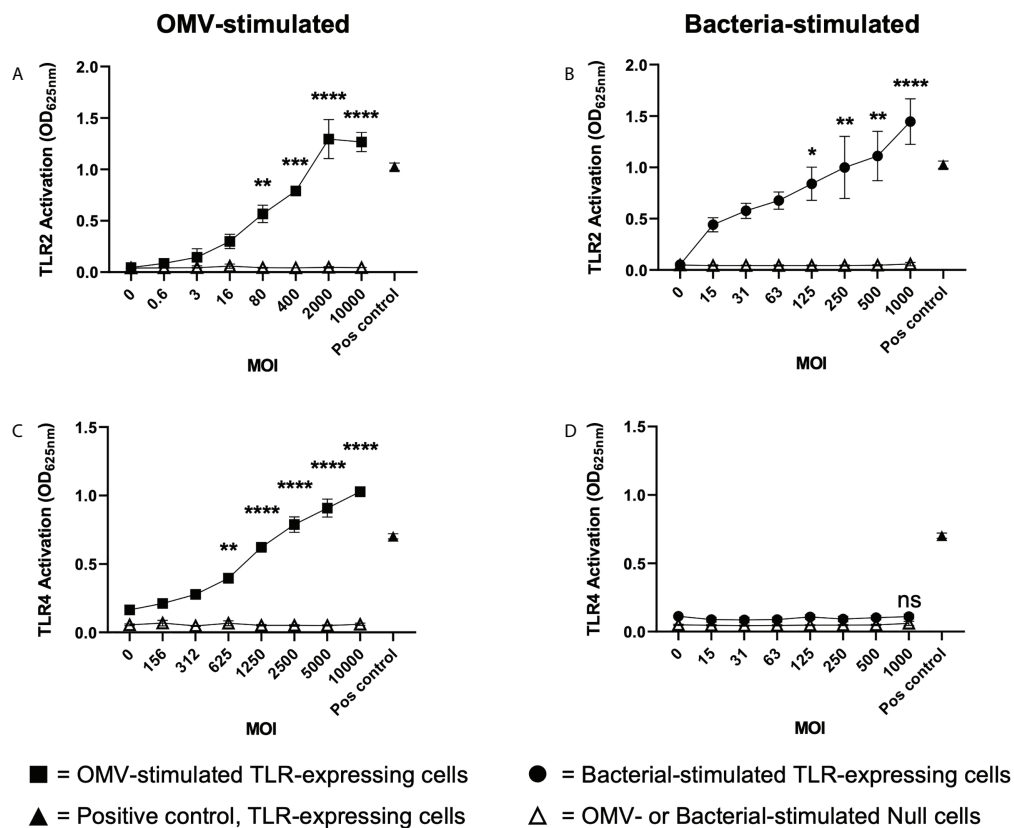 OMV-stimulated
Bacteria-stimulated
A
TLR2 Activation (OD625nm)
2.0
1.5
1.0
0.5
0.0
**
***
****
****
0
0.6
3
16
80
400
2000
10000
Pos control
MOI
B
TLR2 Activation (OD625nm)
2.0
1.5
1.0
0.5
0.0
*
**
**
****
0
15
31
63
125
250
500
1000
Pos control
MOI
C
TLR4 Activation (OD625nm)
1.5
1.0
0.5
0.0
**
****
****
****
****
0
156
312
625
1250
2500
5000
10000
Pos control
MOI
D
TLR4 Activation (OD625nm)
1.5
1.0
0.5
0.0
ns
0
15
31
63
125
250
500
1000
Pos control
MOI
■ = OMV-stimulated TLR-expressing cells
● = Bacterial-stimulated TLR-expressing cells
▲ = Positive control, TLR-expressing cells
△ = OMV- or Bacterial-stimulated Null cells